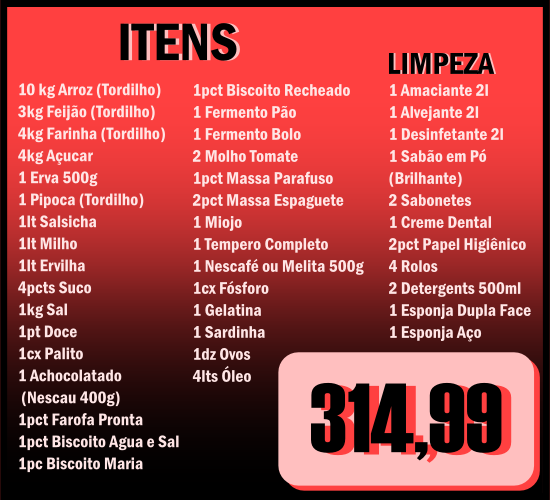 ITENS
10 kg Arroz (Tordilho)
3kg Feijão (Tordilho)
4kg Farinha (Tordilho)
4kg Açucar
1 Erva 500g
1 Pipoca (Tordilho)
1lt Salsicha
1lt Milho
1lt Ervilha
4pcts Suco
1kg Sal
1pt Doce
1cx Palito
1 Achocolatado
(Nescau 400g)
1pct Farofa Pronta
1pct Biscoito Agua e Sal
1pc Biscoito Maria
1pct Biscoito Recheado
1 Fermento Pão
1 Fermento Bolo
2 Molho Tomate
1pct Massa Parafuso
2pct Massa Espaguete
1 Miojo
1 Tempero Completo
1 Nescafé ou Melita 500g
1cx Fósforo
1 Gelatina
1 Sardinha
1dz Ovos
4lts Óleo
LIMPEZA
1 Amaciante 2l
1 Alvejante 2l
1 Desinfetante 2l
1 Sabão em Pó
(Brilhante)
2 Sabonetes
1 Creme Dental
2pct Papel Higiênico
4 Rolos
2 Detergents 500ml
1 Esponja Dupla Face
1 Esponja Aço
314,99